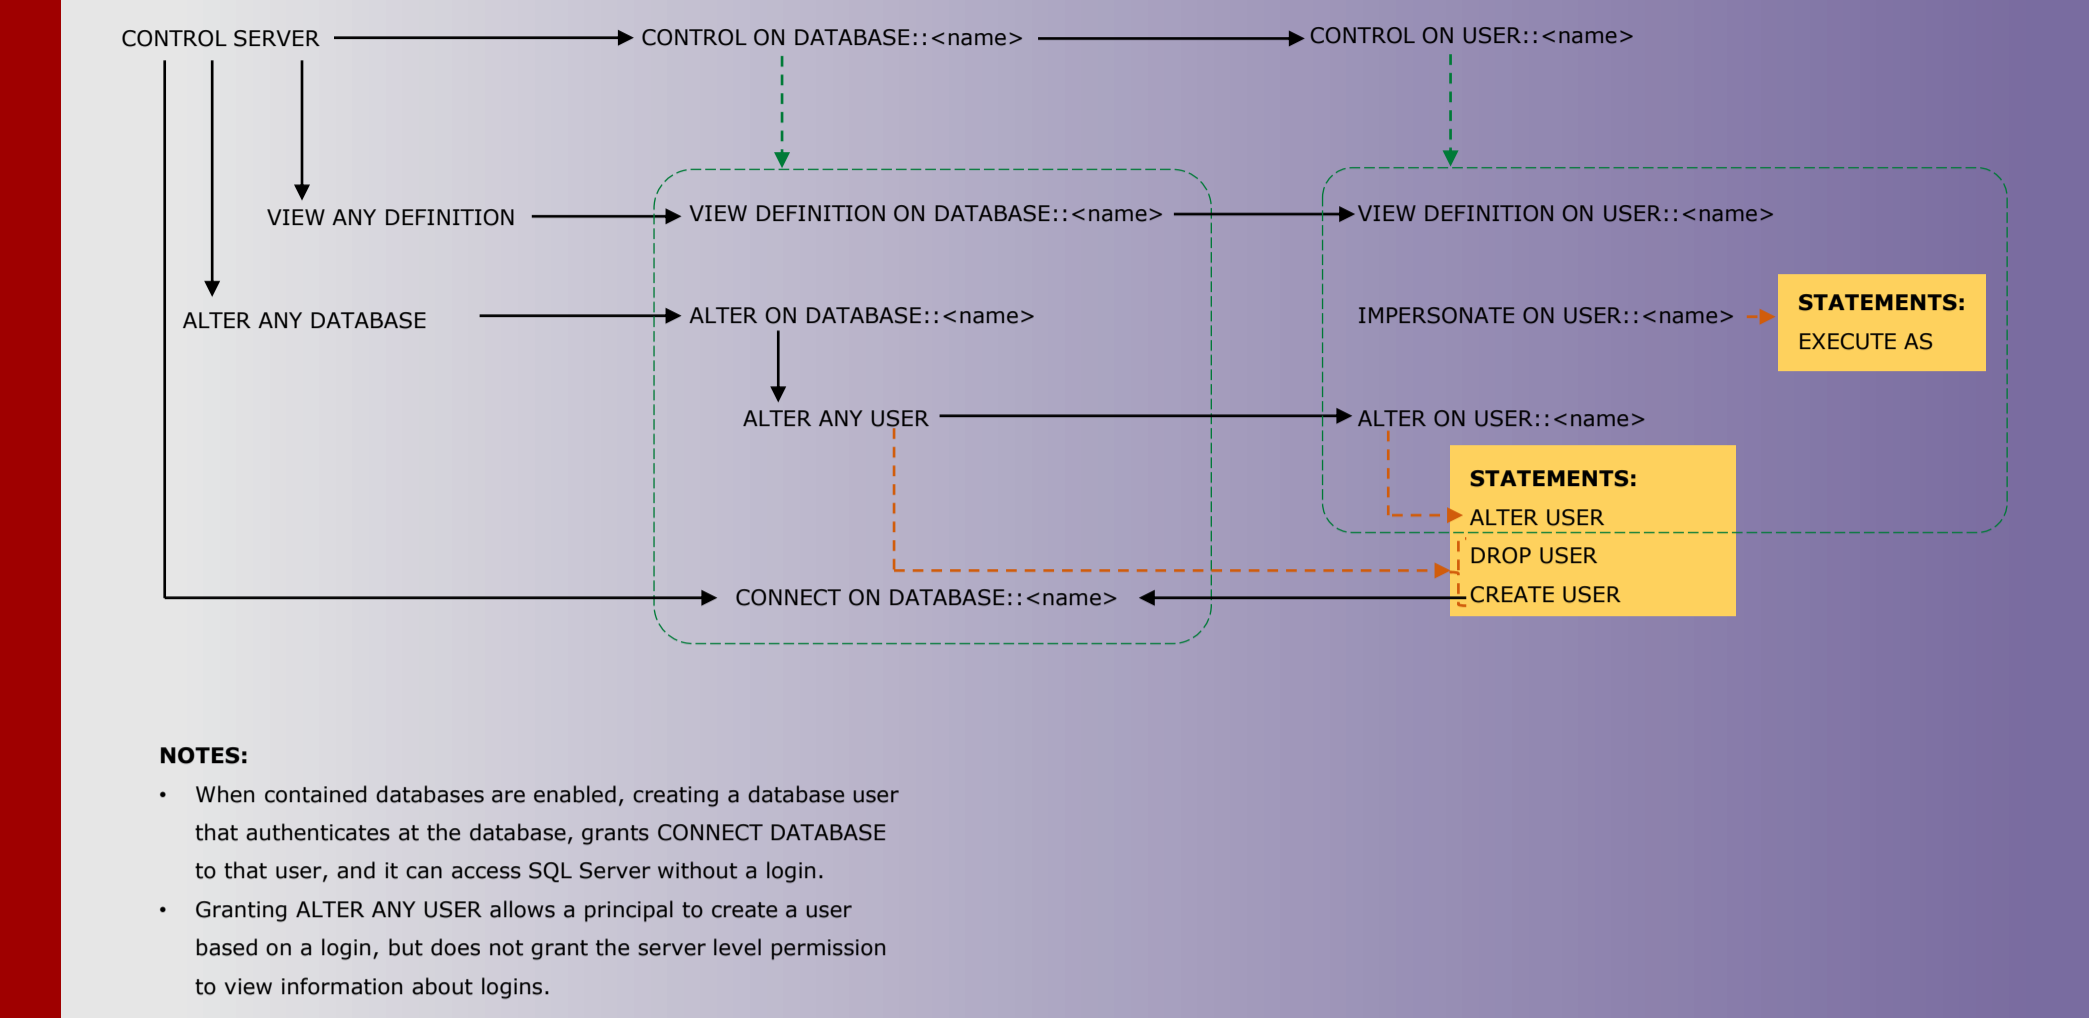 CONTROL SERVER
CONTROL ON DATABASE::<name>
CONTROL ON USER::<name>
VIEW ANY DEFINITION
VIEW DEFINITION ON DATABASE::<name>
VIEW DEFINITION ON USER::<name>
ALTER ANY DATABASE
ALTER ON DATABASE::<name>
IMPERSONATE ON USER::<name>
STATEMENTS:
EXECUTE AS
ALTER ANY USER
ALTER ON USER::<name>
STATEMENTS:
ALTER USER
DROP USER
CREATE USER
CONNECT ON DATABASE::<name>
NOTES:
• When contained databases are enabled, creating a database user
that authenticates at the database, grants CONNECT DATABASE
to that user, and it can access SQL Server without a login.
• Granting ALTER ANY USER allows a principal to create a user
based on a login, but does not grant the server level permission
to view information about logins.